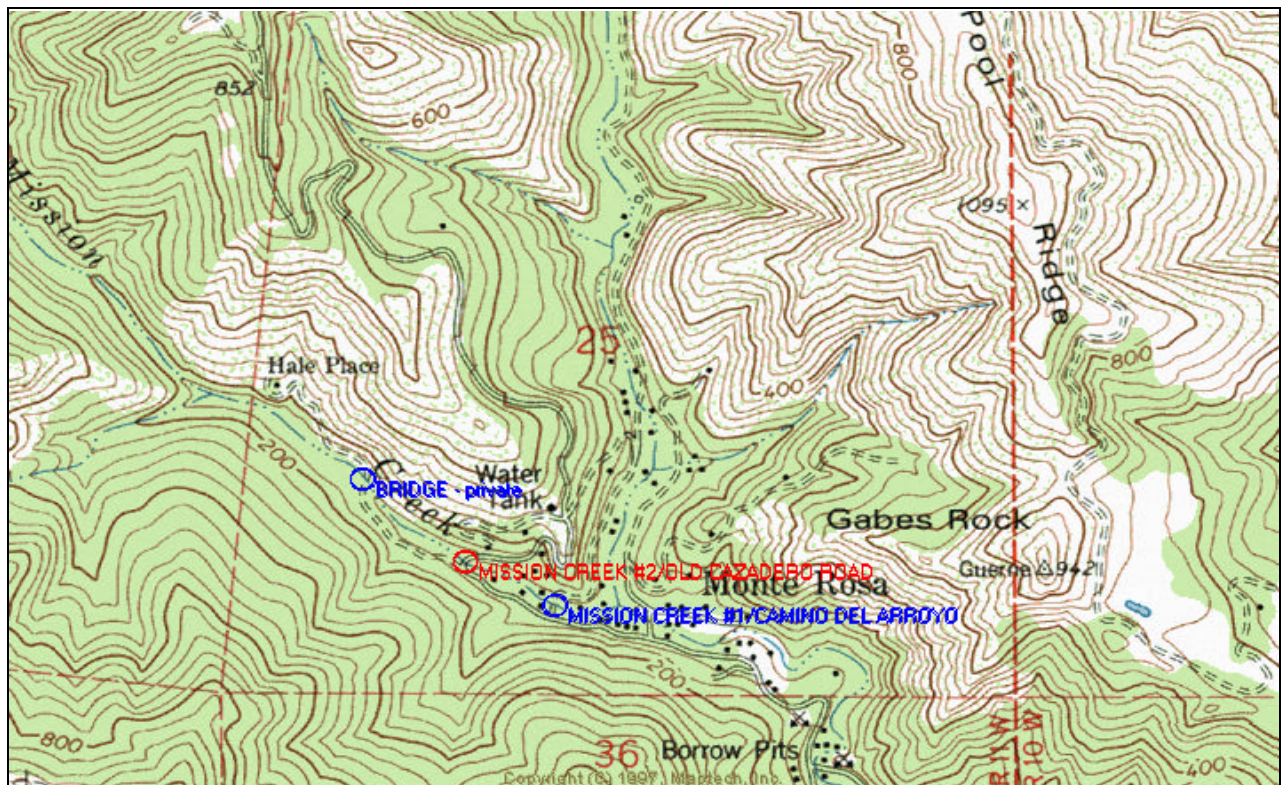 Pool
800
852
600
Mission
1095
Ridge
25
800
Hale Place
400
200
Creek
Water
Tank
BRIDGE - private
Gabes Rock
Guerne 942
MISSION CREEK #2/OLD CAZADERO ROAD
Monte Rosa
MISSION CREEK #1/CAMINO DEL ARROYO
200
800
36
Borrow Pits
R11W
R10W
400
Copyright (C) 1997, Maptech, Inc.